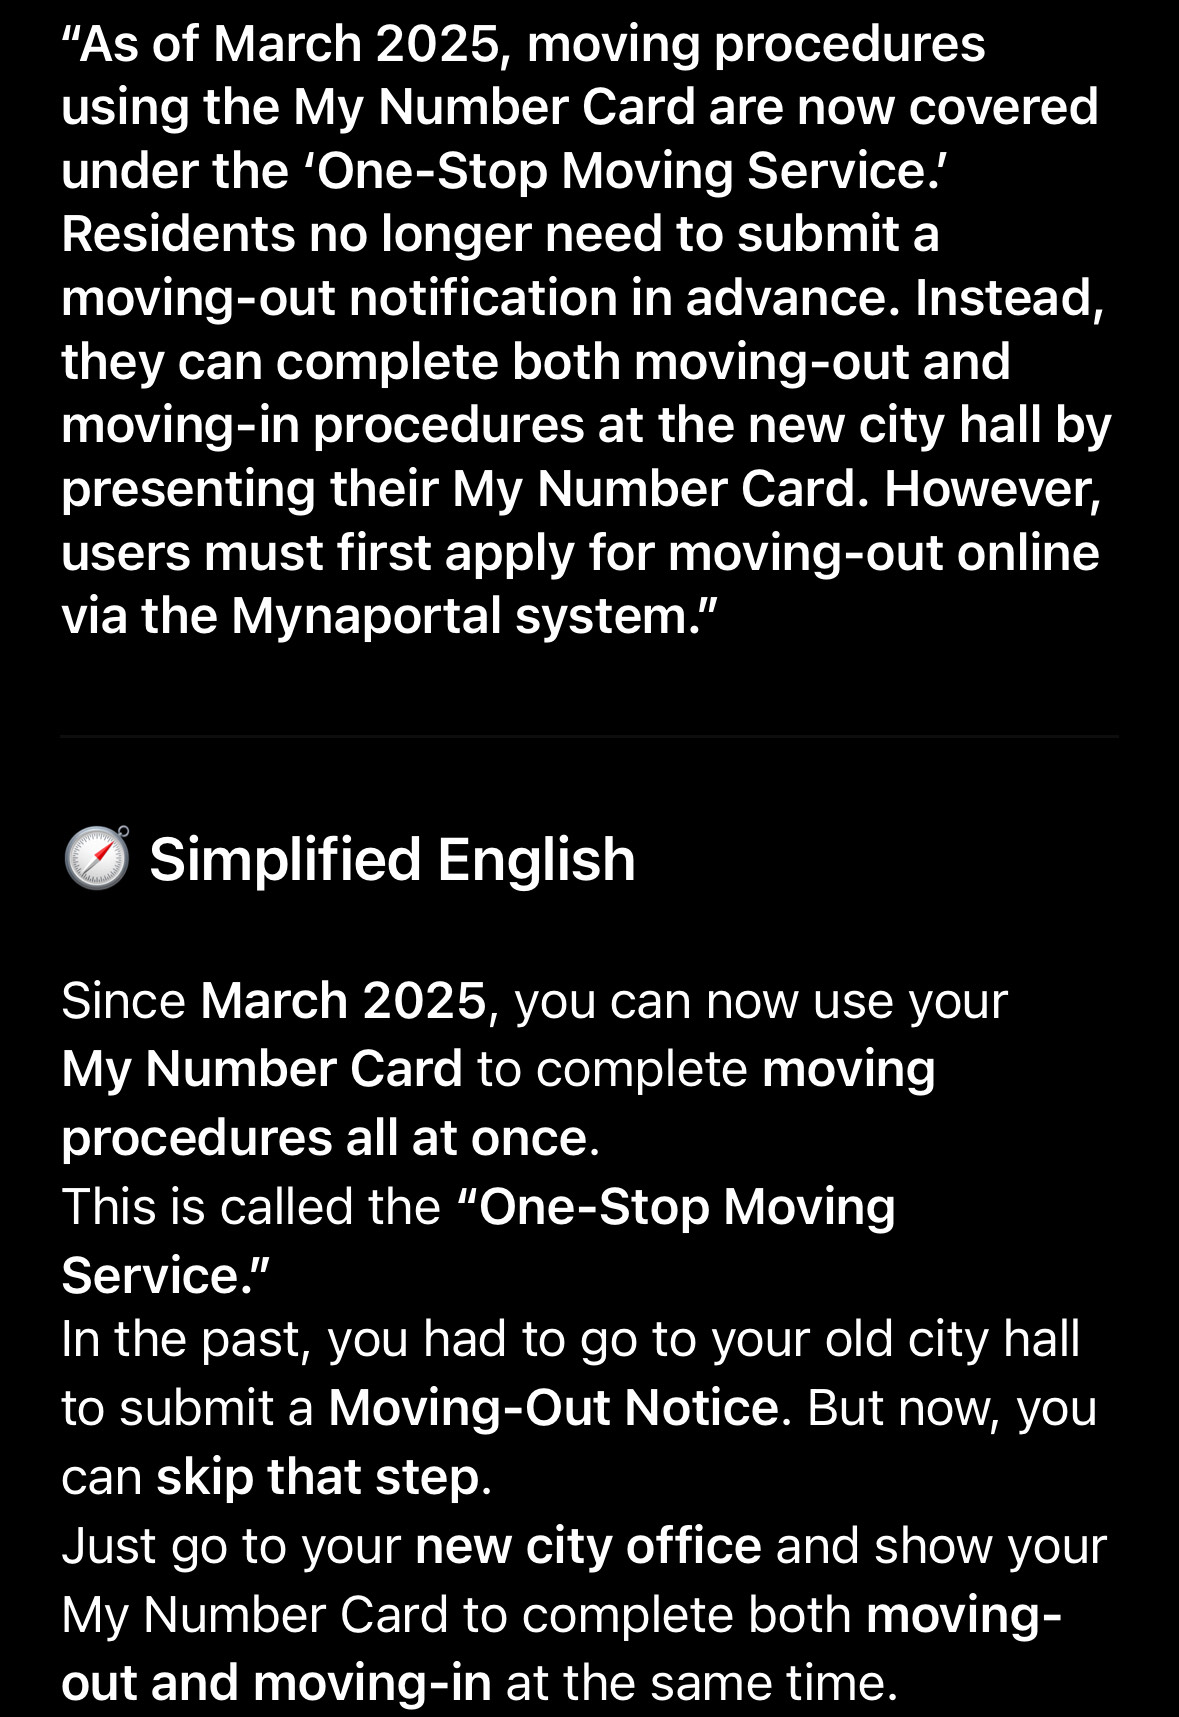 “As of March 2025, moving procedures
using the My Number Card are now covered
under the ‘One-Stop Moving Service.’
Residents no longer need to submit a
moving-out notification in advance. Instead,
they can complete both moving-out and
moving-in procedures at the new city hall by
presenting their My Number Card. However,
users must first apply for moving-out online
via the Mynaportal system.”
Simplified English
Since March 2025, you can now use your
My Number Card to complete moving
procedures all at once.
This is called the “One-Stop Moving
Service.”
In the past, you had to go to your old city hall
to submit a Moving-Out Notice. But now, you
can skip that step.
Just go to your new city office and show your
My Number Card to complete both moving-
out and moving-in at the same time.